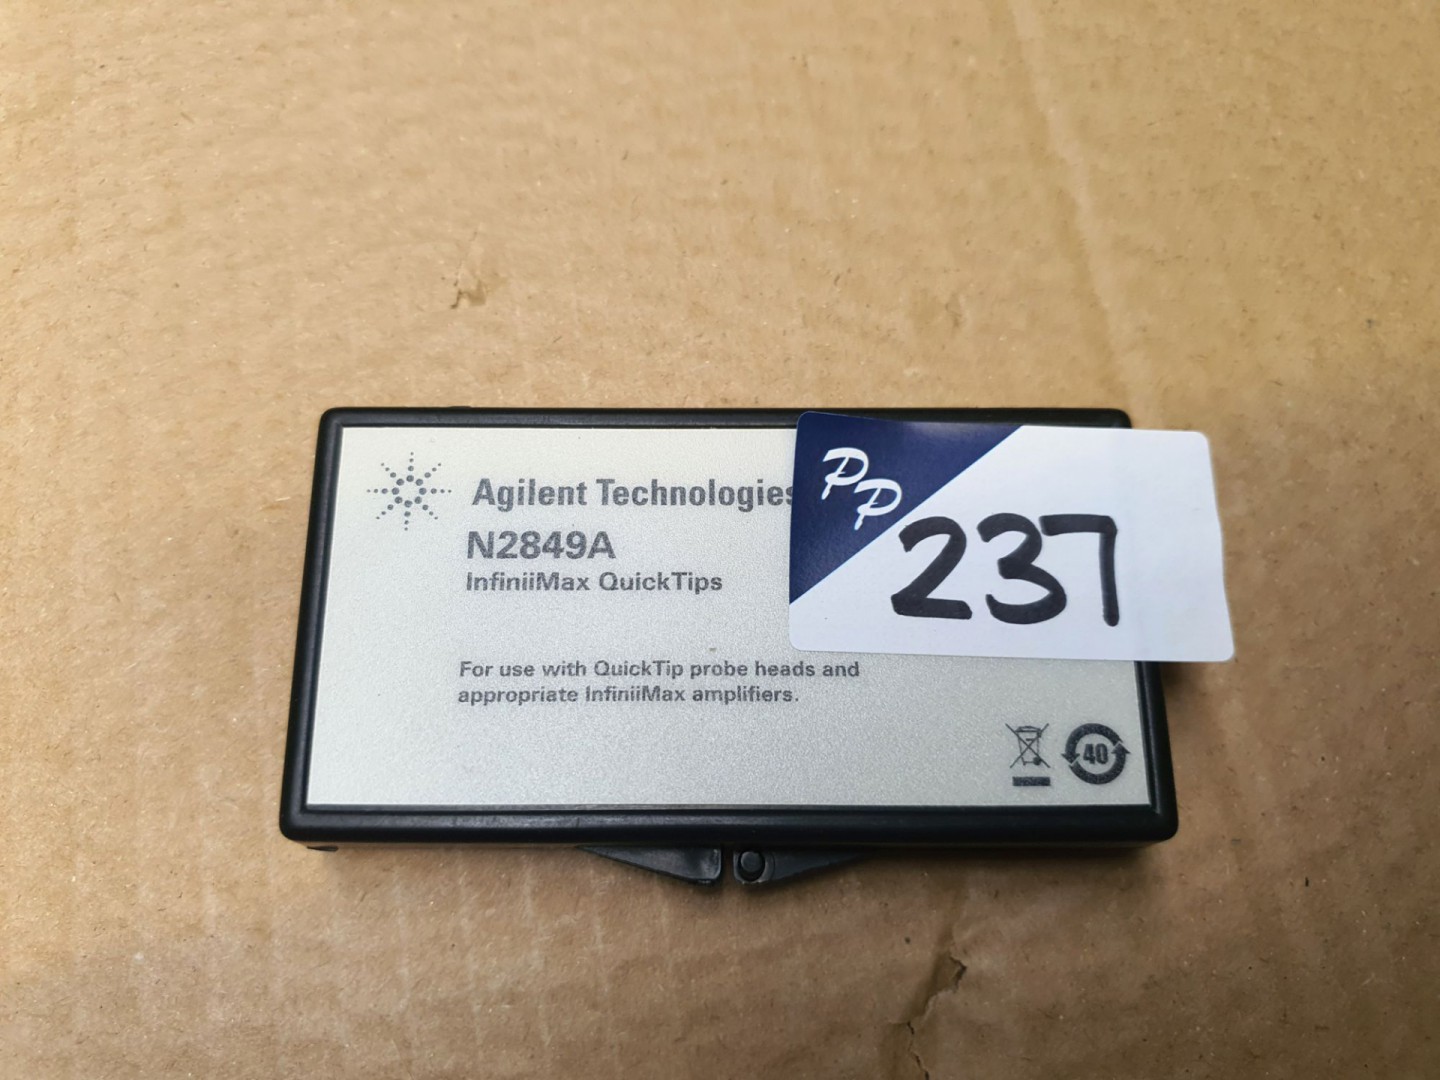 Agilent Technologies
N2849A
InfiniiMax QuickTips
For use with QuickTip probe heads and
appropriate InfiniiMax amplifiers.
PP
237
40